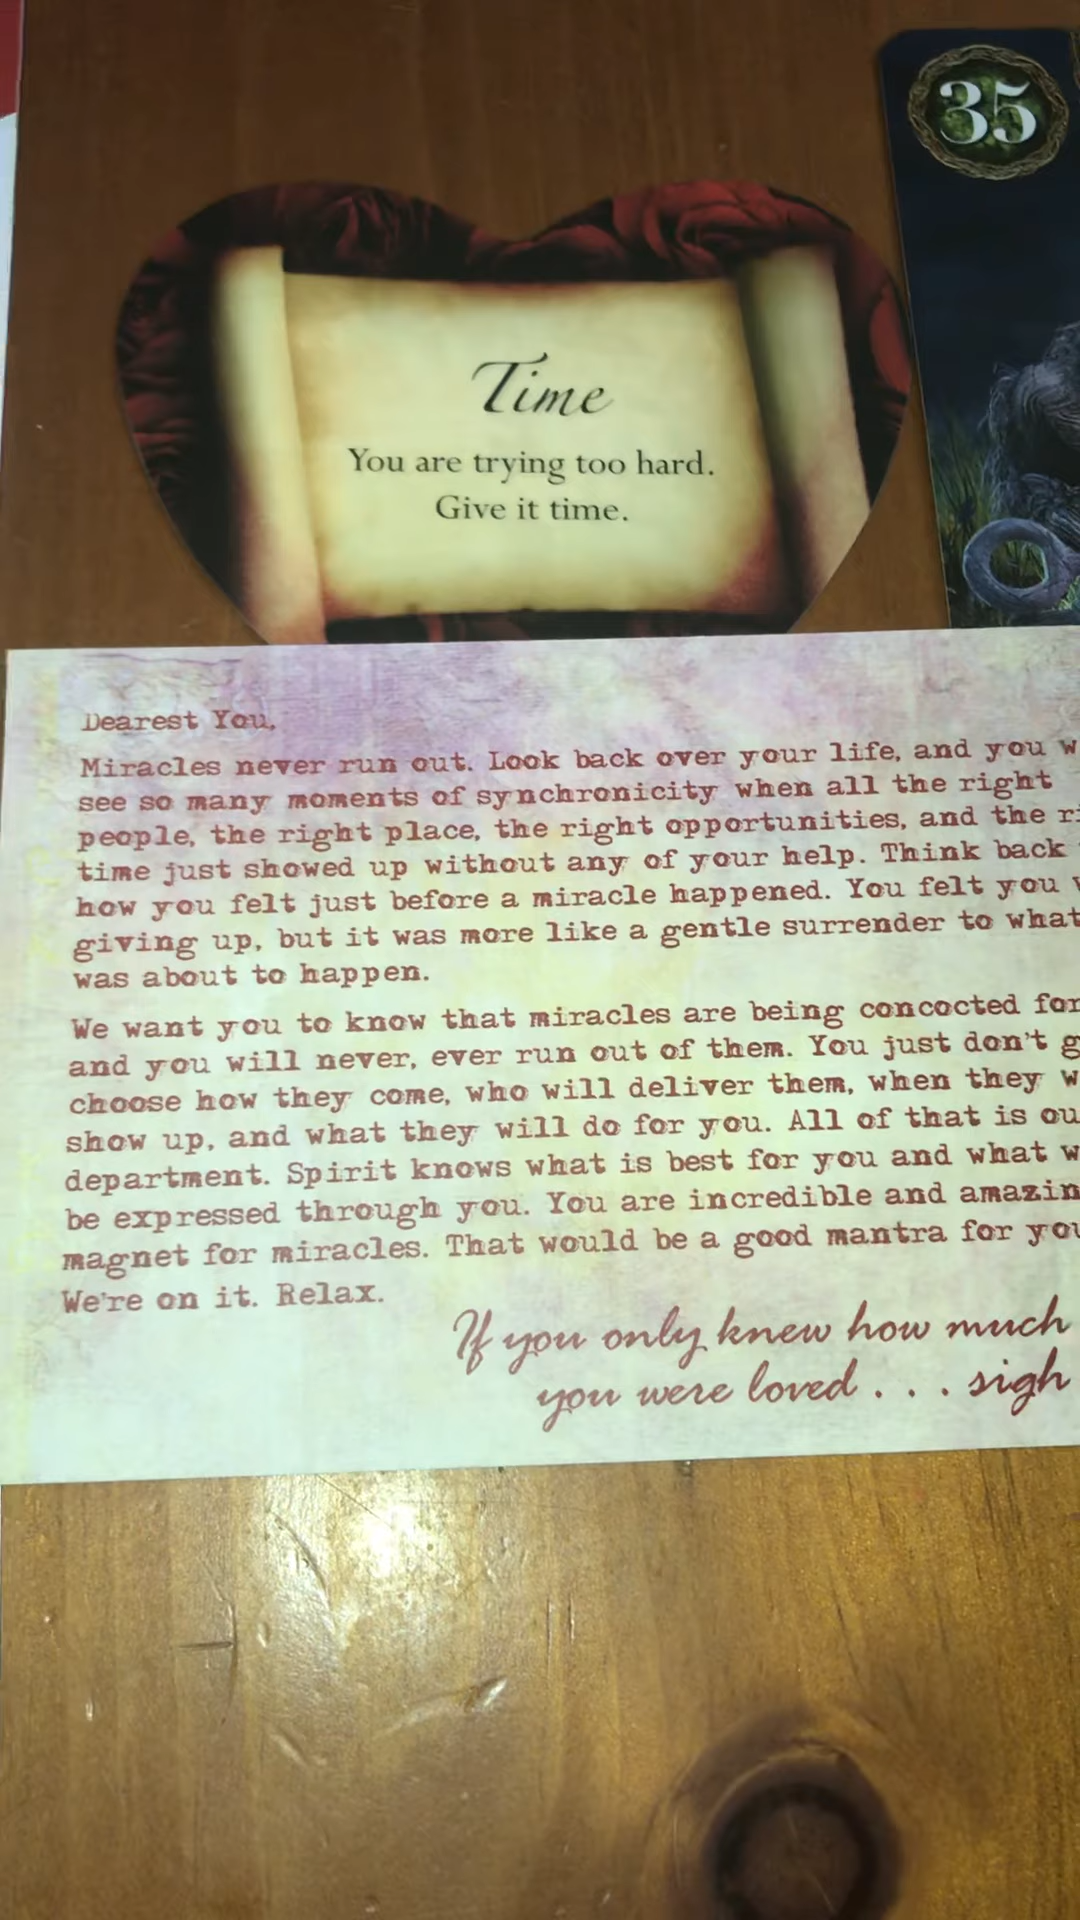 35
Time
You are trying too hard.
Give it time.
Dearest You,
Miracles never run out. Look back over your life, and you
see so many moments of synchronicity when all the right
people, the right place, the right opportunities, and the
time just showed up without any of your help. Think back
how you felt just before a miracle happened. You felt you
giving up, but it was more like a gentle surrender to what
was about to happen.
We want you to know that miracles are being concocted for
and you will never, ever run out of them. You just don't
choose how they come, who will deliver them, when they
show up, and what they will do for you. All of that is
department. Spirit knows what is best for you and what
be expressed through you. You are incredible and
magnet for miracles. That would be a good mantra for
We're on it. Relax.
If you only knew how much
you were loved . . . sigh